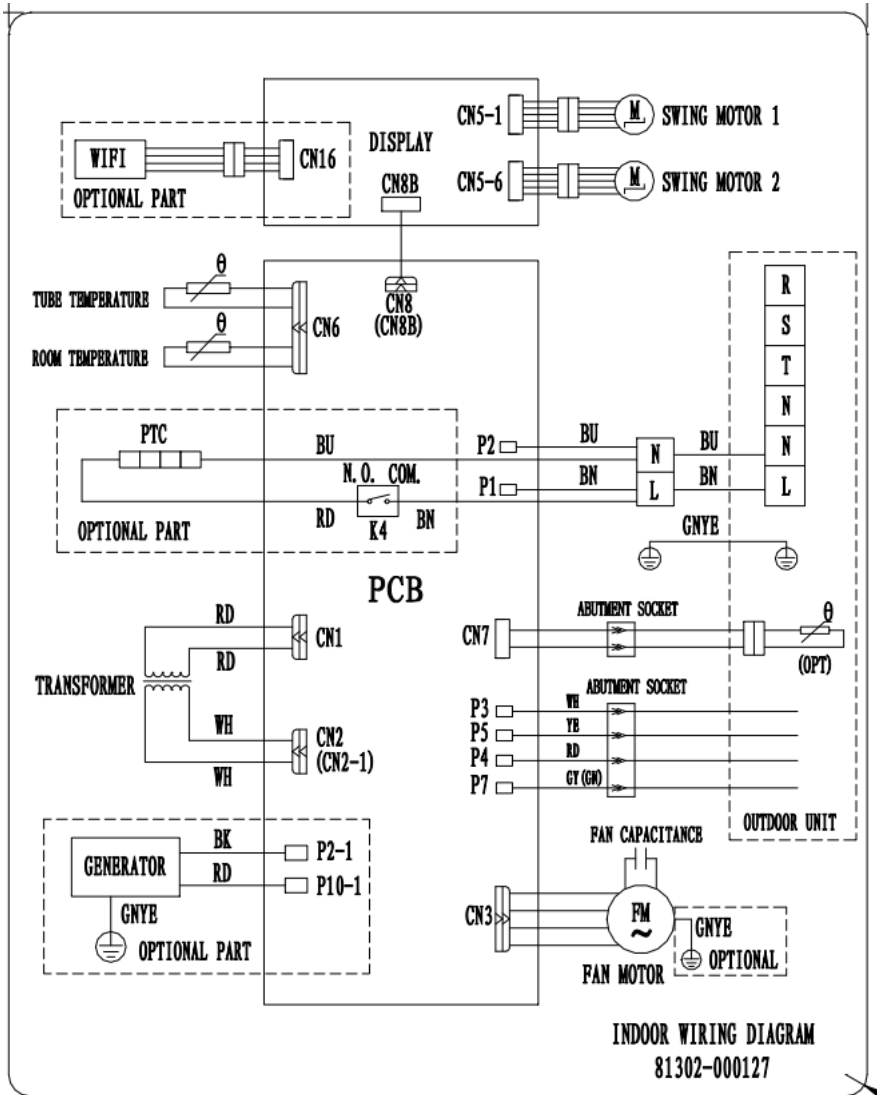 CN5-1
M
SWING MOTOR 1
WIFI
CN16
OPTIONAL PART
DISPLAY
CN8B
CN5-6
M
SWING MOTOR 2
CN8
(CN8B)
TUBE TEMPERATURE
θ
CN6
ROOM TEMPERATURE
θ
R
S
T
N
N
L
PTC
BU
N.O. COM.
RD
K4
BN
OPTIONAL PART
P2
BU
N
BU
P1
BN
L
BN
GNYE
PCB
RD
CN1
RD
TRANSFORMER
WH
CN2
(CN2-1)
WH
CN7
ABUTMENT SOCKET
θ
(OPT)
ABUTMENT SOCKET
P3
WH
P5
YE
P4
RD
P7
GY(GN)
OUTDOOR UNIT
GENERATOR
BK
P2-1
RD
P10-1
GNYE
OPTIONAL PART
FAN CAPACITANCE
CN3
FM
~
GNYE
OPTIONAL
FAN MOTOR
INDOOR WIRING DIAGRAM
81302-000127